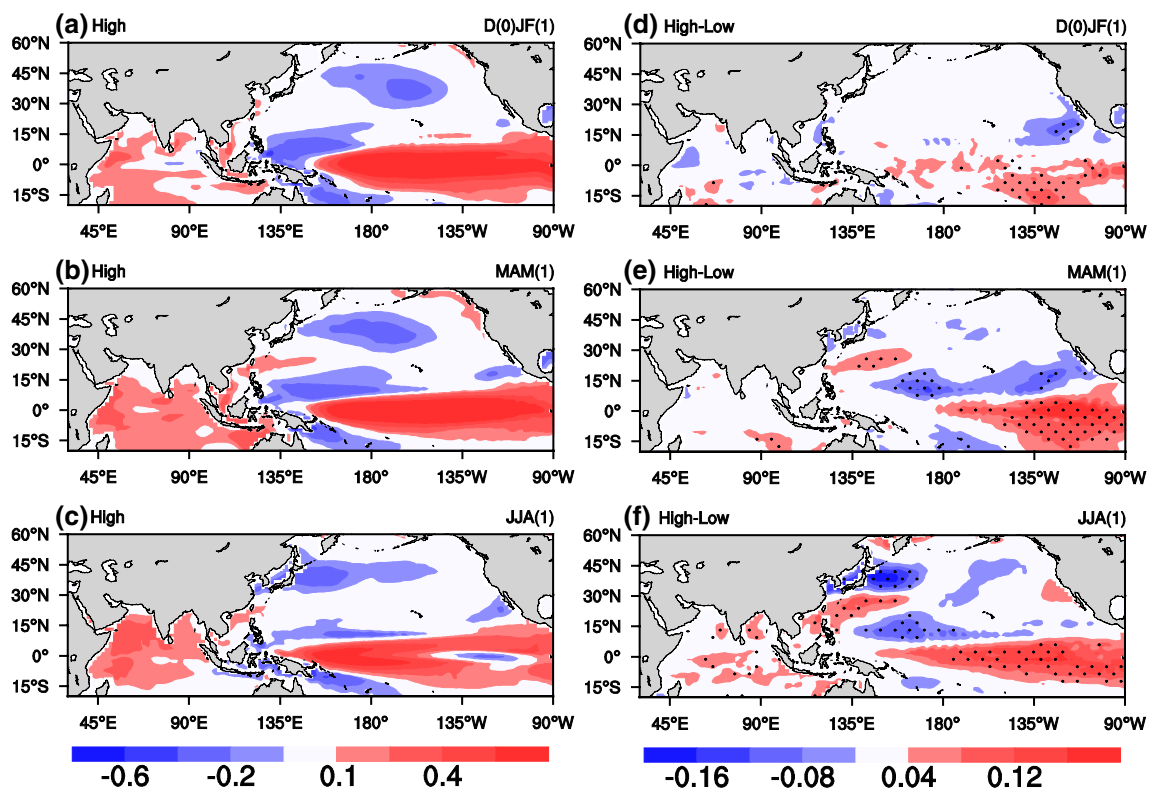 (a) High D(0)JF(1)
60°N
45°N
30°N
15°N
0°
15°S
45°E 90°E 135°E 180° 135°W 90°W
(d) High-Low D(0)JF(1)
60°N
45°N
30°N
15°N
0°
15°S
45°E 90°E 135°E 180° 135°W 90°W
(b) High MAM(1)
60°N
45°N
30°N
15°N
0°
15°S
45°E 90°E 135°E 180° 135°W 90°W
(e) High-Low MAM(1)
60°N
45°N
30°N
15°N
0°
15°S
45°E 90°E 135°E 180° 135°W 90°W
(c) High JJA(1)
60°N
45°N
30°N
15°N
0°
15°S
45°E 90°E 135°E 180° 135°W 90°W
(f) High-Low JJA(1)
60°N
45°N
30°N
15°N
0°
15°S
45°E 90°E 135°E 180° 135°W 90°W
-0.6 -0.2 0.1 0.4
-0.16 -0.08 0.04 0.12